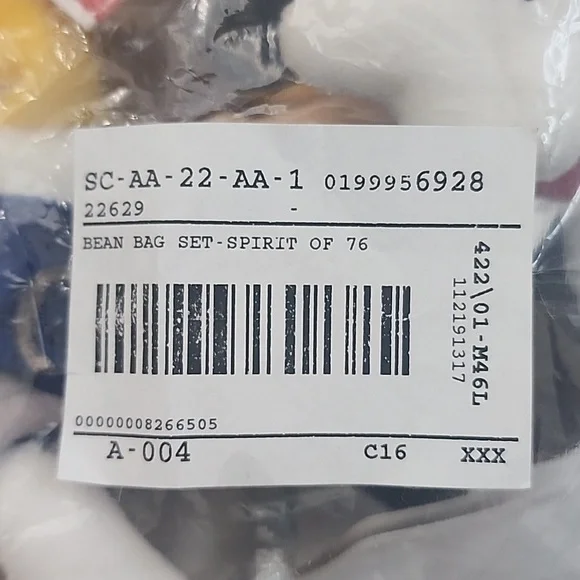 SC-AA-22-AA-1 0199956928
22629 -
BEAN BAG SET-SPIRIT OF 76
422\01-M46L
112191317
00000008266505
A-004 C16 XXX